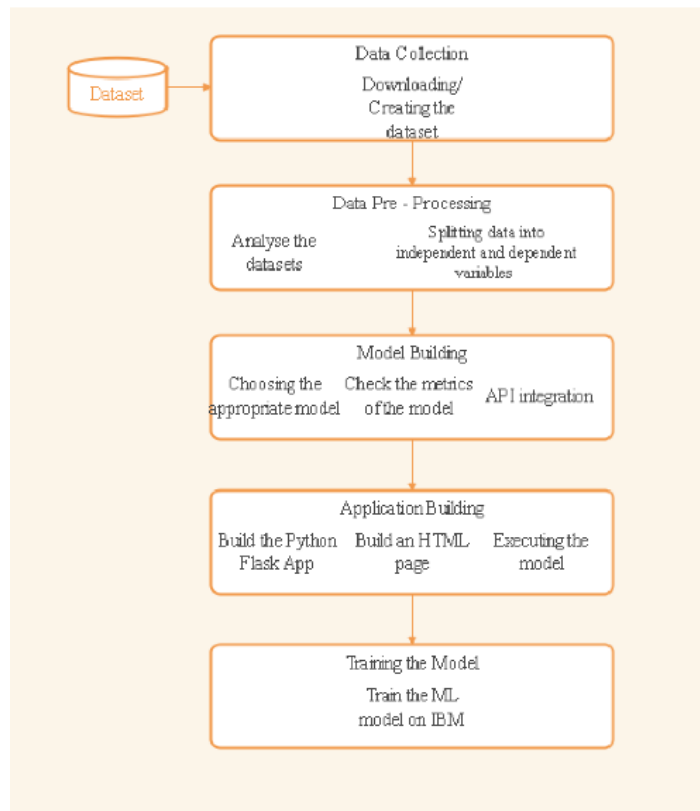 Data Collection
Dataset
Downloading/
Creating the
dataset
Data Pre - Processing
Analyse the
datasets
Splitting data into
independent and dependent
variables
Model Building
Choosing the
appropriate model
Check the metrics
of the model
API integration
Application Building
Build the Python
Flask App
Build an HTML
page
Executing the
model
Training the Model
Train the ML
model on IBM